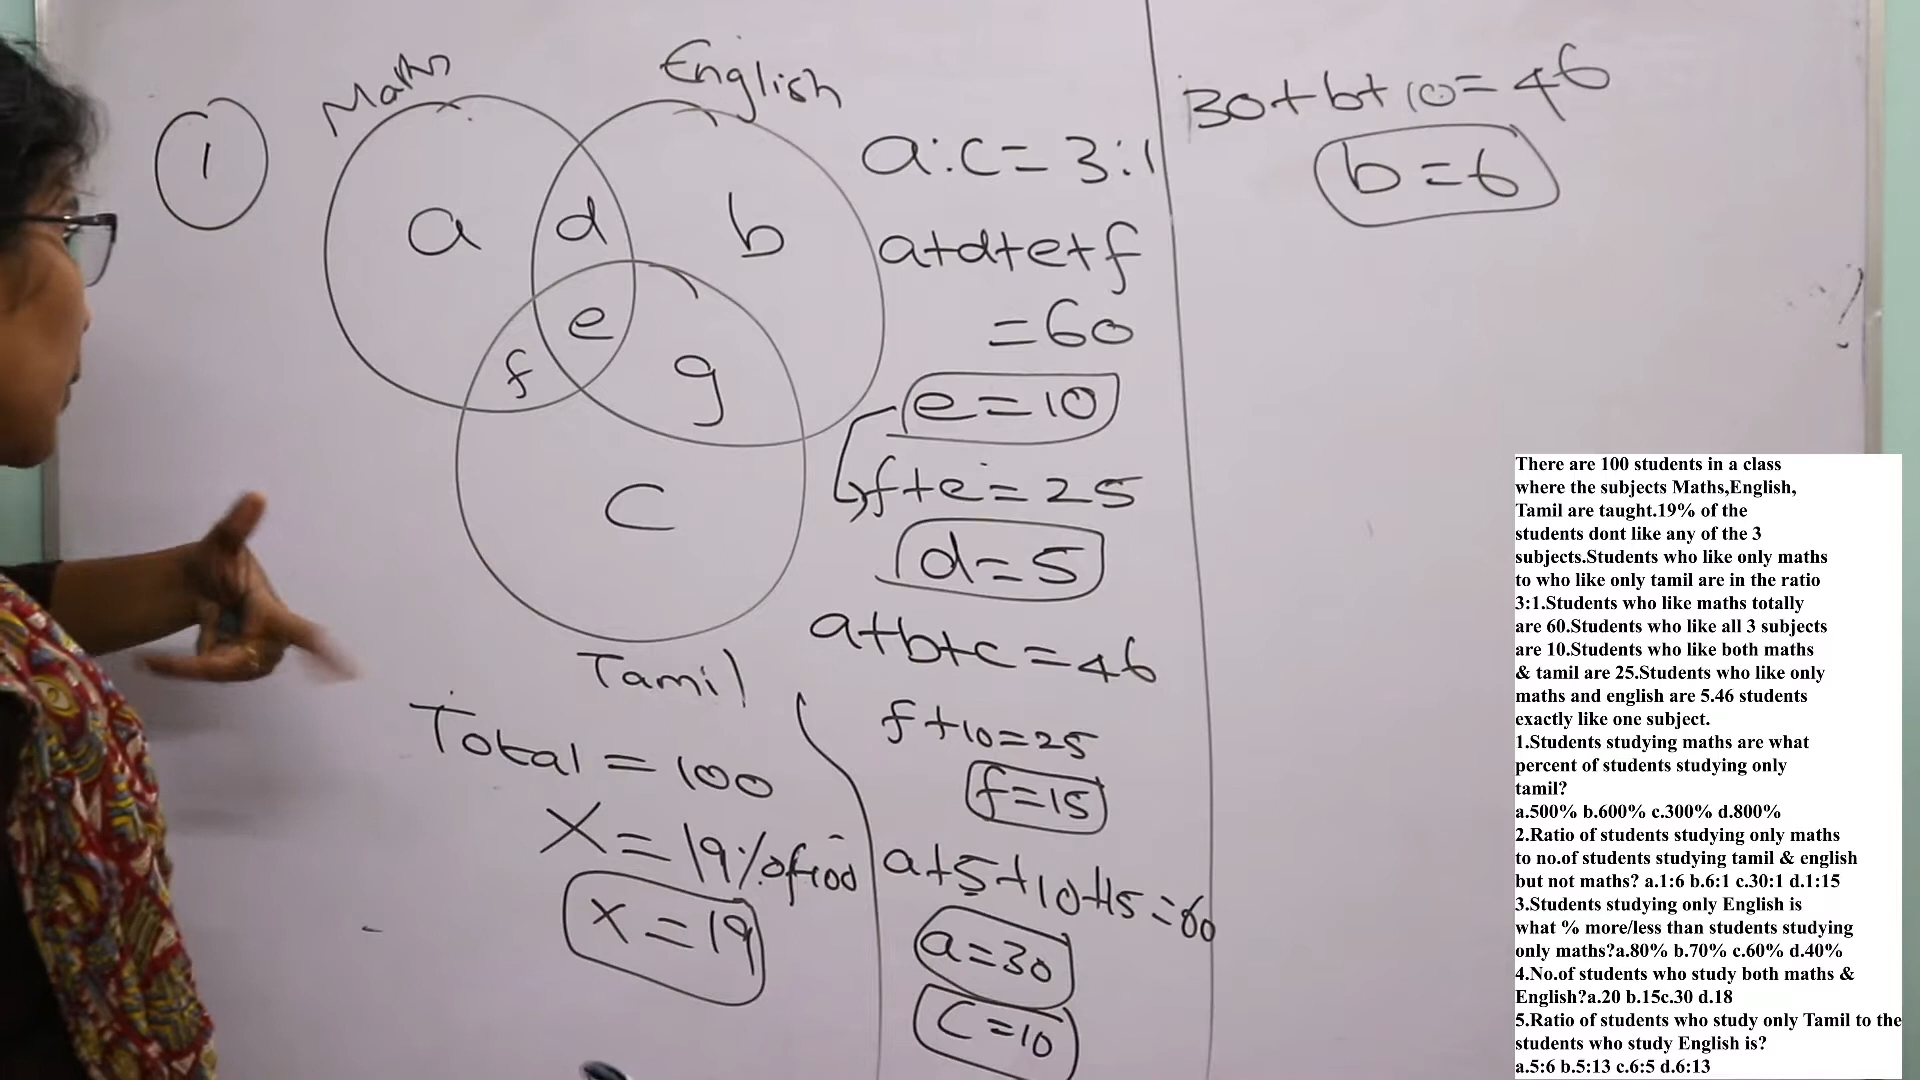 1
Maths
English
a
d
b
e
f
g
c
Tamil
Total = 100
X = 19% of 100
X = 19
a:c = 3:1
a+d+e+f
= 60
e = 10
f+e = 25
d = 5
a+b+c = 46
f+10=25
f=15
a+5+10+15=60
a=30
C=10
30+b+10=46
b=6
There are 100 students in a class
where the subjects Maths,English,
Tamil are taught.19% of the
students dont like any of the 3
subjects.Students who like only maths
to who like only tamil are in the ratio
3:1.Students who like maths totally
are 60.Students who like all 3 subjects
are 10.Students who like both maths
& tamil are 25.Students who like only
maths and english are 5.46 students
exactly like one subject.
1.Students studying maths are what
percent of students studying only
tamil?
a.500% b.600% c.300% d.800%
2.Ratio of students studying only maths
to no.of students studying tamil & english
but not maths? a.1:6 b.6:1 c.30:1 d.1:15
3.Students studying only English is
what % more/less than students studying
only maths?a.80% b.70% c.60% d.40%
4.No.of students who study both maths &
English?a.20 b.15c.30 d.18
5.Ratio of students who study only Tamil to the
students who study English is?
a.5:6 b.5:13 c.6:5 d.6:13